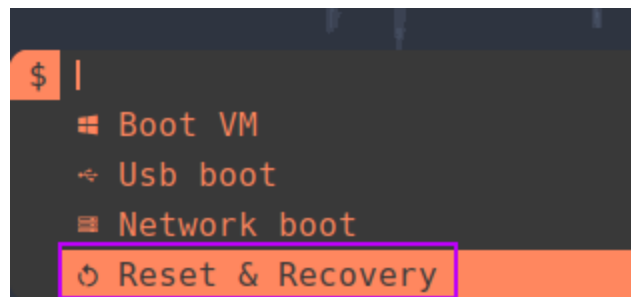 $
Boot VM
Usb boot
Network boot
Reset & Recovery